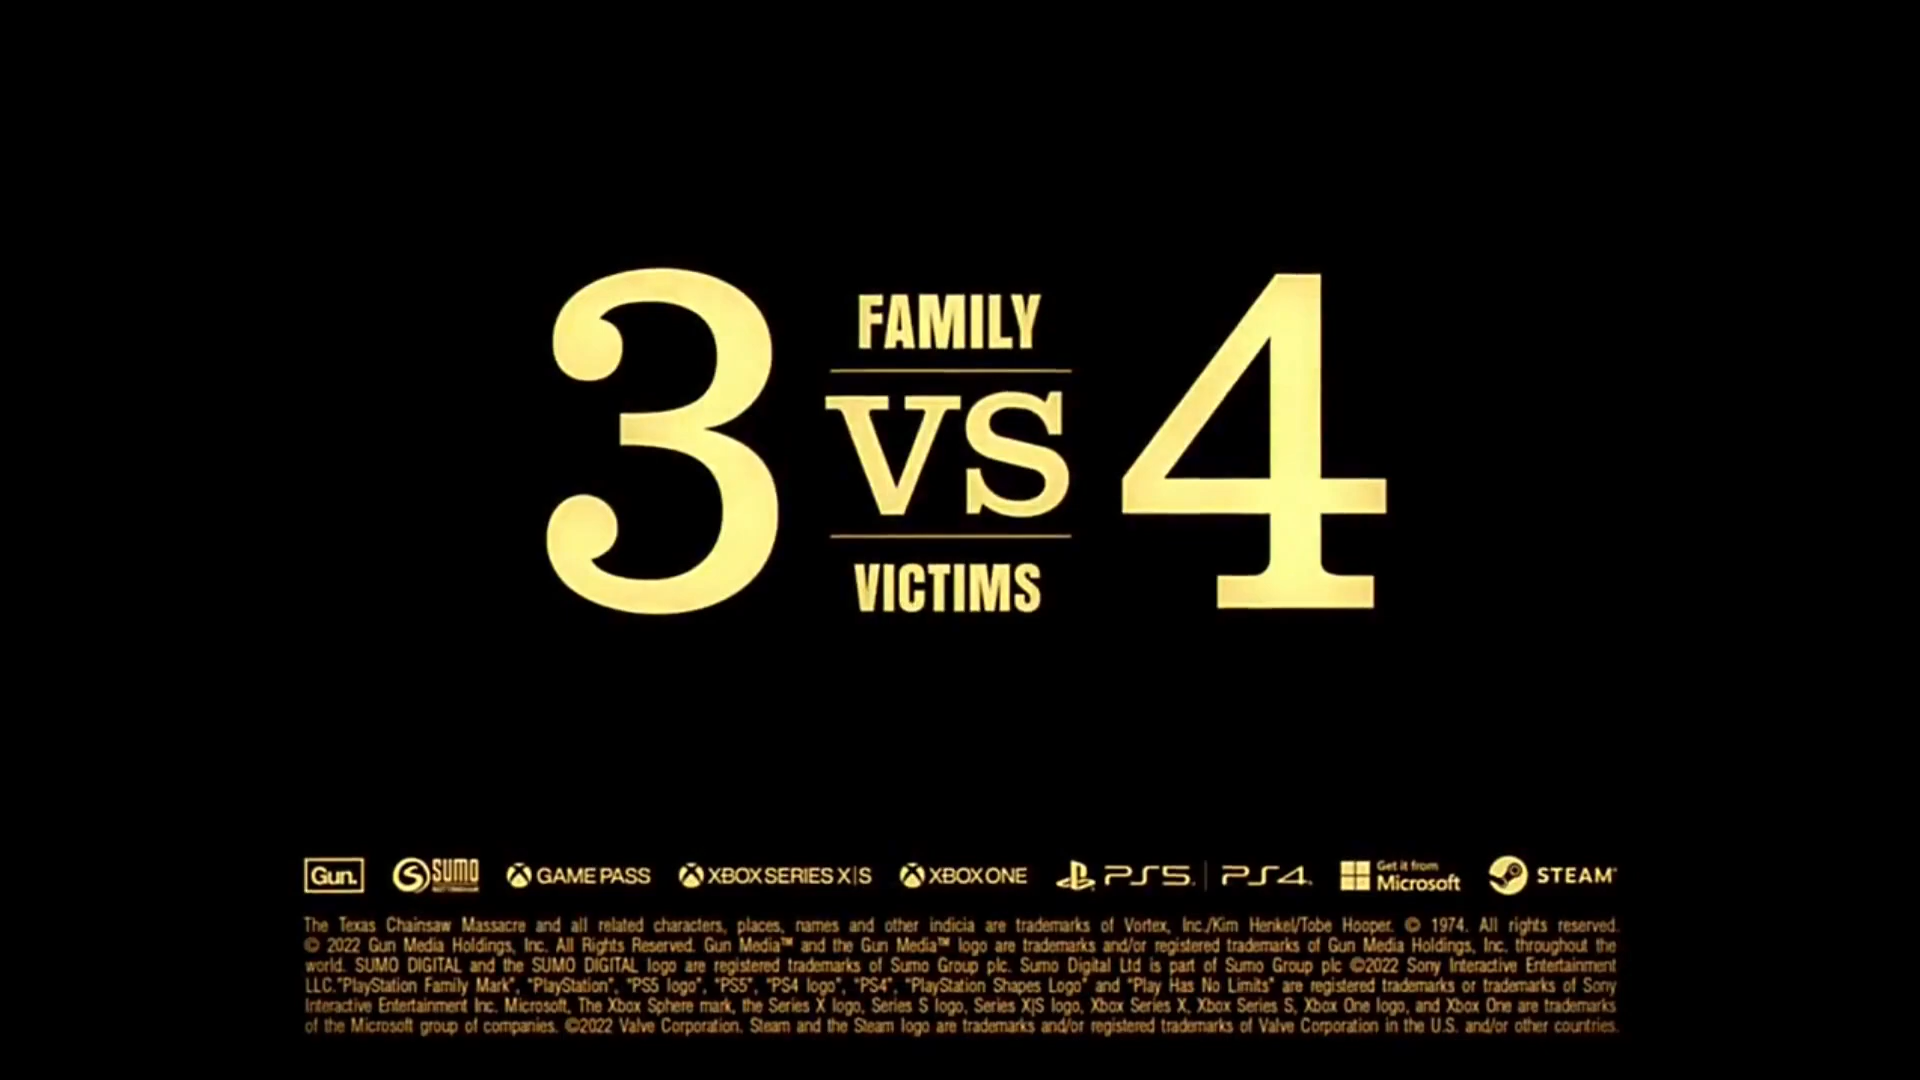 3 FAMILY VS VICTIMS 4
Gun. SUMO GAME PASS XBOX SERIES X|S XBOX ONE PS5 PS4 Get it from Microsoft STEAM
The Texas Chainsaw Massacre and all related characters, places, names and other indicia are trademarks of Vortex, Inc./Kim Henkel/Tobe Hooper. © 1974. All rights reserved.
© 2022 Gun Media Holdings, Inc. All Rights Reserved. Gun Media™ and the Gun Media™ logo are trademarks and/or registered trademarks of Gun Media Holdings, Inc. throughout the
world. SUMO DIGITAL and the SUMO DIGITAL logo are registered trademarks of Sumo Group plc. Sumo Digital Ltd is part of Sumo Group plc ©2022 Sony Interactive Entertainment
LLC."PlayStation Family Mark", "PlayStation", "PS5 logo", "PS5", "PS4 logo", "PS4", "PlayStation Shapes Logo" and "Play Has No Limits" are registered trademarks or trademarks of Sony
Interactive Entertainment Inc. Microsoft, The Xbox Sphere mark, the Series X logo, Series S logo, Series X|S logo, Xbox Series X, Xbox Series S, Xbox One logo, and Xbox One are trademarks
of the Microsoft group of companies. ©2022 Valve Corporation. Steam and the Steam logo are trademarks and/or registered trademarks of Valve Corporation in the U.S. and/or other countries.